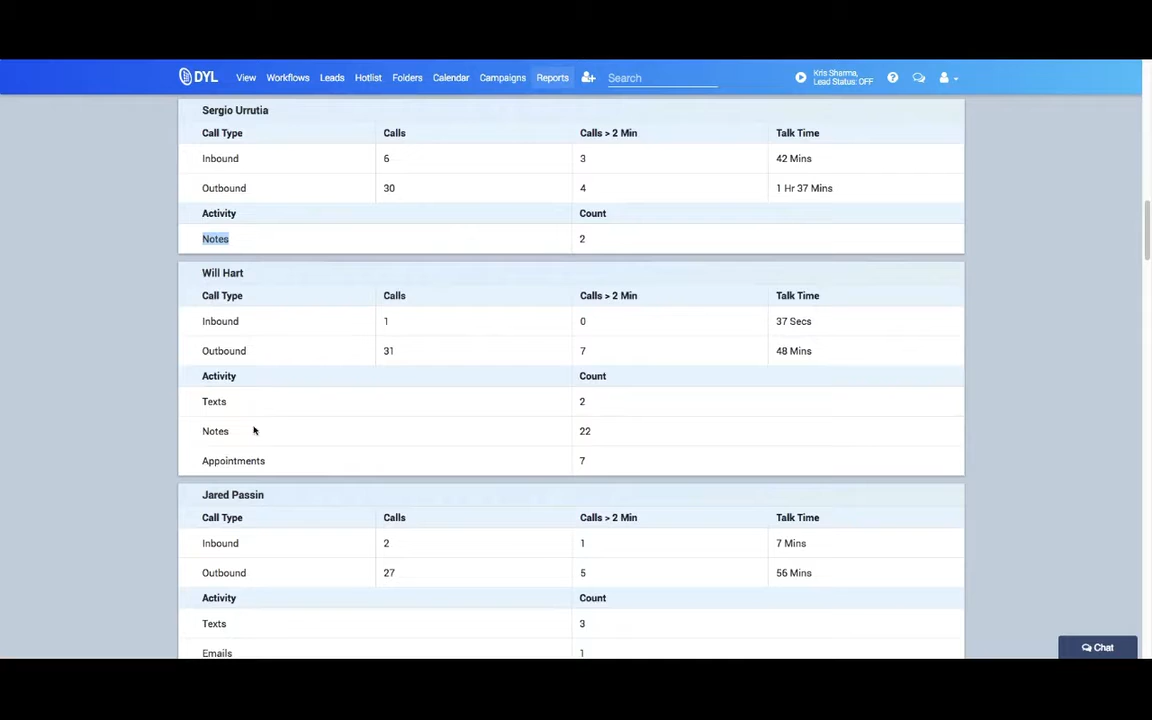 DYL View Workflows Leads Hotlist Folders Calendar Campaigns Reports Search Kris Sharma,
Lead Status: OFF
Sergio Urrutia
Call Type Calls Calls > 2 Min Talk Time
Inbound 6 3 42 Mins
Outbound 30 4 1 Hr 37 Mins
Activity Count
Notes 2
Will Hart
Call Type Calls Calls > 2 Min Talk Time
Inbound 1 0 37 Secs
Outbound 31 7 48 Mins
Activity Count
Texts 2
Notes 22
Appointments 7
Jared Passin
Call Type Calls Calls > 2 Min Talk Time
Inbound 2 1 7 Mins
Outbound 27 5 56 Mins
Activity Count
Texts 3
Emails 1
Chat